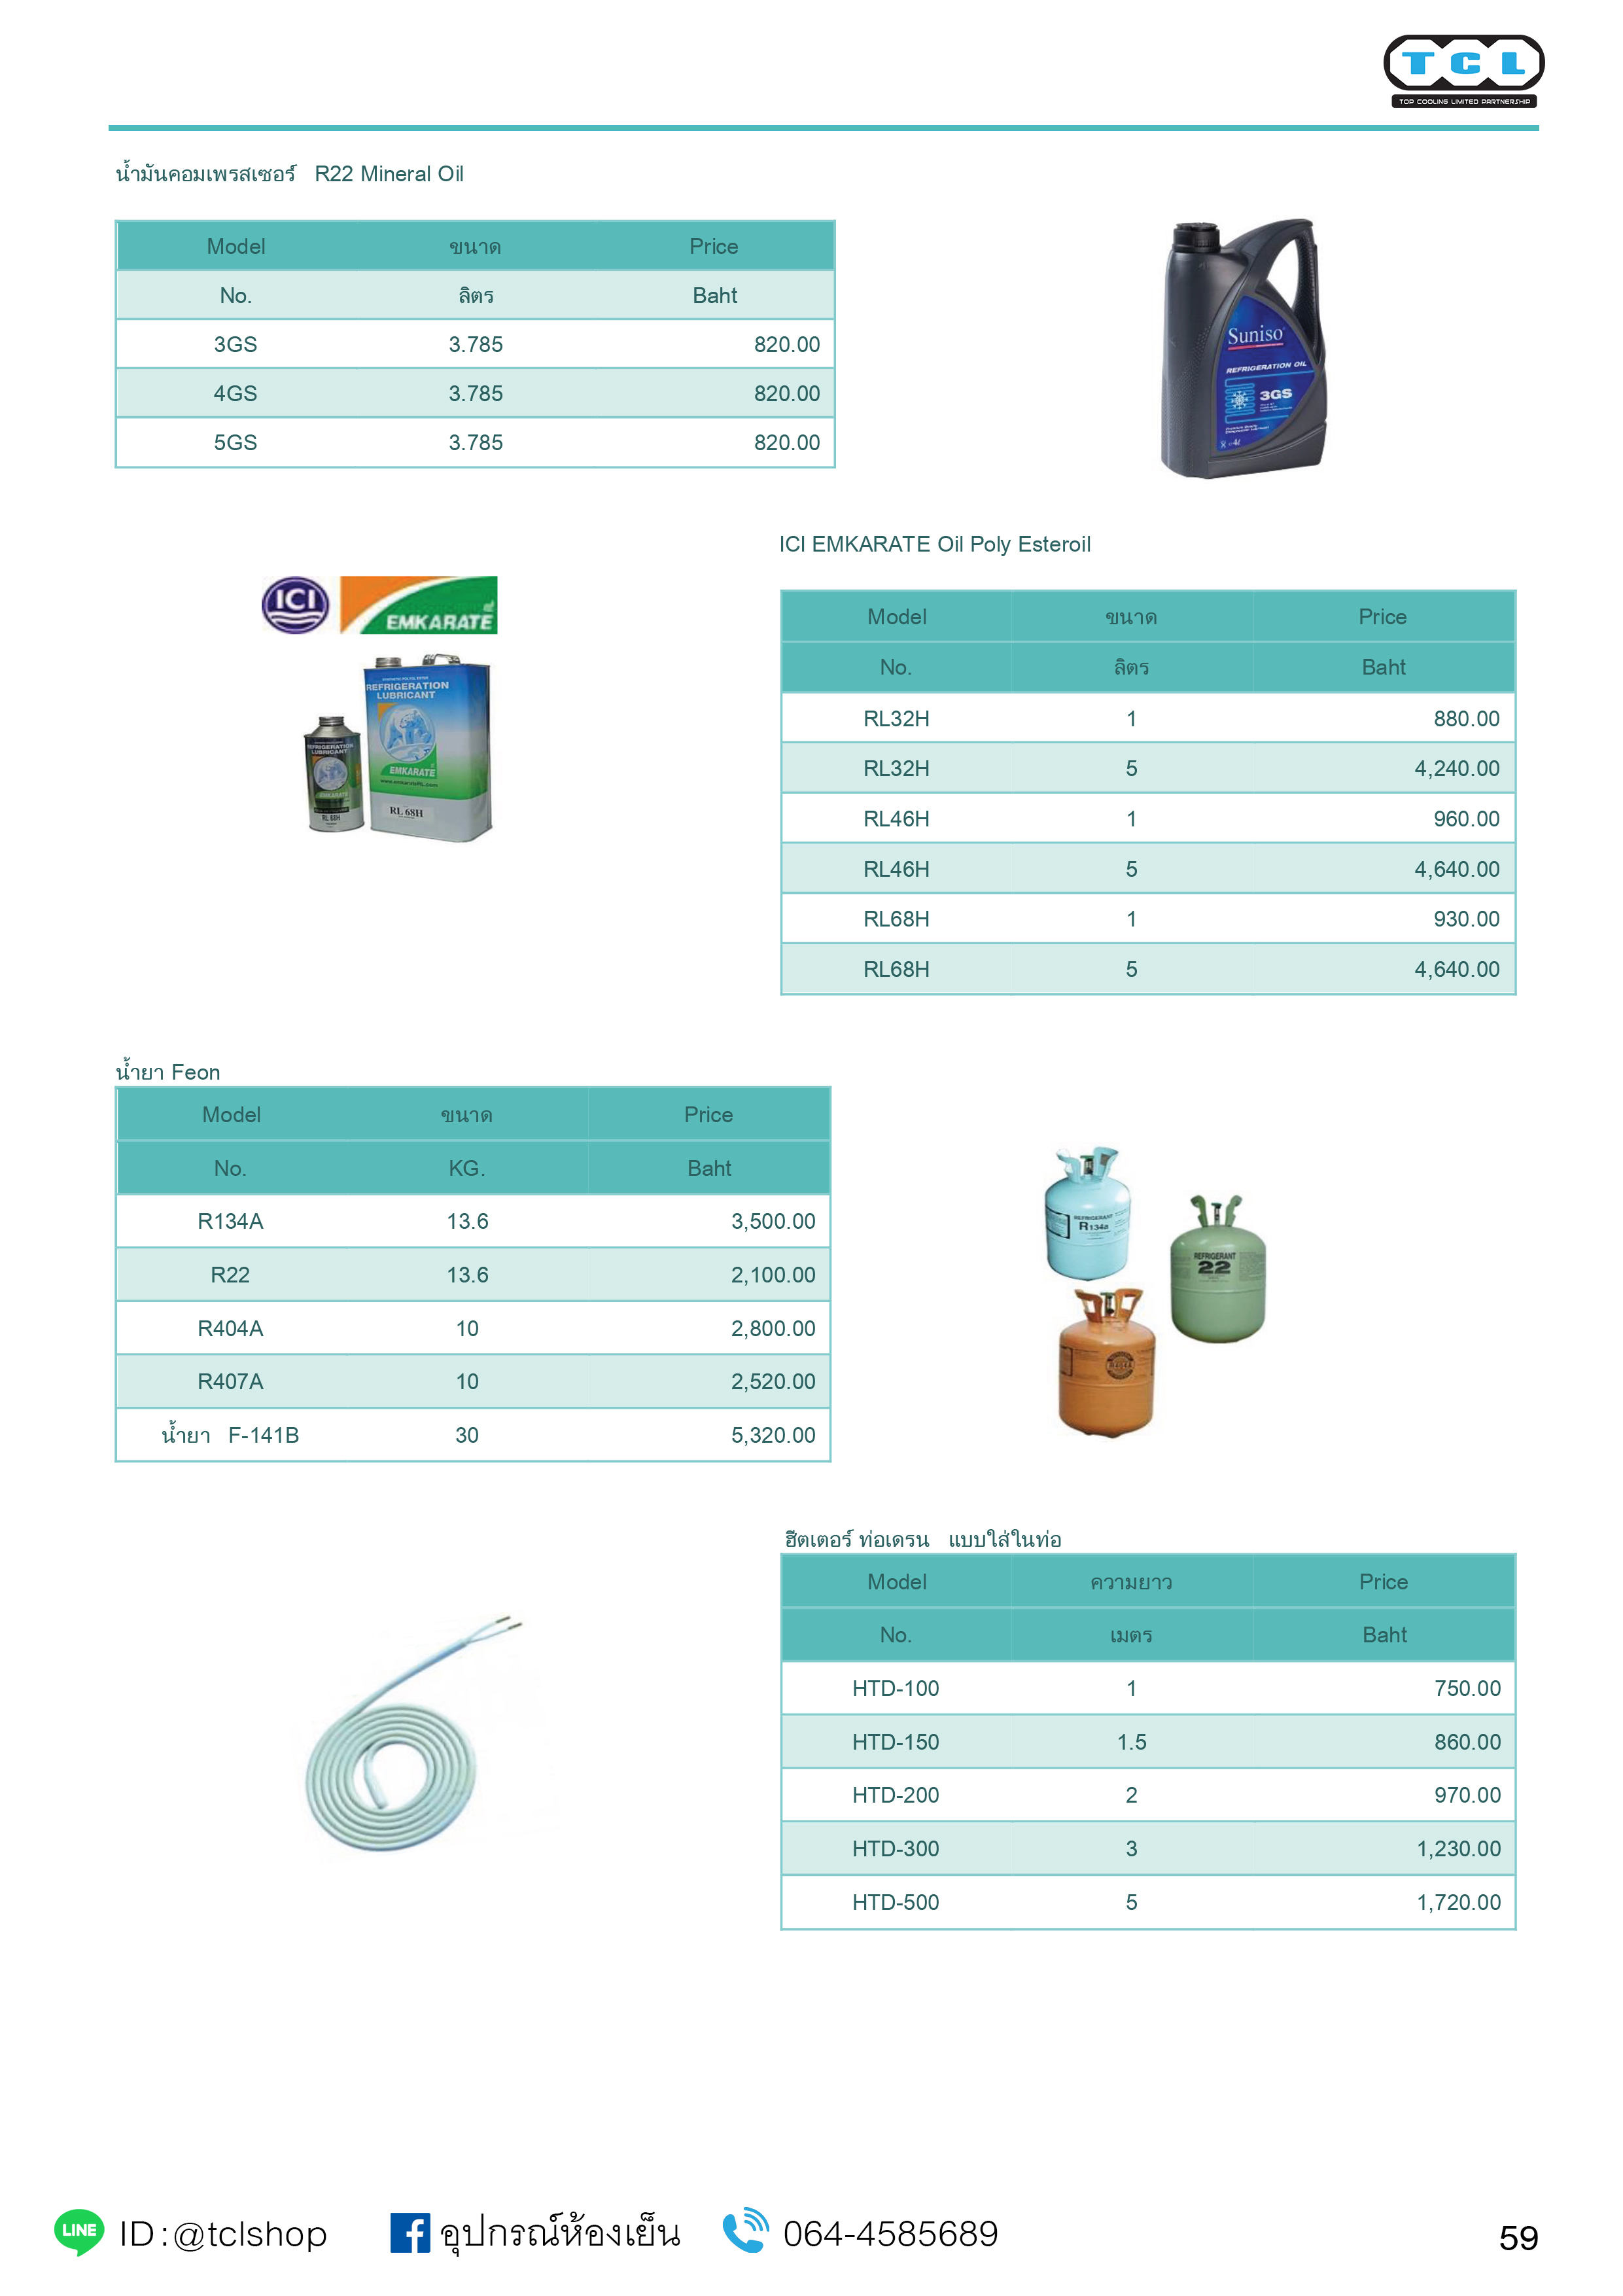 TCL
TOP COOLING LIMITED PARTNERSHIP
น้ำมันคอมเพรสเซอร์ R22 Mineral Oil
Model ขนาด Price
No. ลิตร Baht
3GS 3.785 820.00
4GS 3.785 820.00
5GS 3.785 820.00
Suniso
REFRIGERATION OIL
3GS
4l
ICI EMKARATE Oil Poly Esteroil
ICI
EMKARATE RL
REFRIGERATION
LUBRICANT
EMKARATE
www.emkarateRL.com
RL 68H
REFRIGERATION
LUBRICANT
EMKARATE
RL 68H
Model ขนาด Price
No. ลิตร Baht
RL32H 1 880.00
RL32H 5 4,240.00
RL46H 1 960.00
RL46H 5 4,640.00
RL68H 1 930.00
RL68H 5 4,640.00
น้ำยา Feon
Model ขนาด Price
No. KG. Baht
R134A 13.6 3,500.00
R22 13.6 2,100.00
R404A 10 2,800.00
R407A 10 2,520.00
น้ำยา F-141B 30 5,320.00
REFRIGERANT
R134a
REFRIGERANT
22
ฮีตเตอร์ ท่อเดรน แบบใส่ในท่อ
Model ความยาว Price
No. เมตร Baht
HTD-100 1 750.00
HTD-150 1.5 860.00
HTD-200 2 970.00
HTD-300 3 1,230.00
HTD-500 5 1,720.00
LINE ID:@tclshop อุปกรณ์ห้องเย็น 064-4585689 59